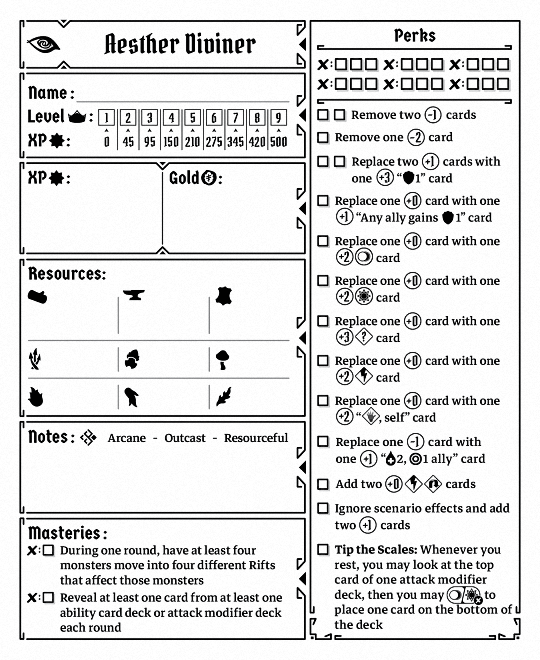 Aesther Diviner
Name:
Level: 1 2 3 4 5 6 7 8 9
XP: 0 45 95 150 210 275 345 420 500
XP:
Gold:
Resources:
Notes: Arcane - Outcast - Resourceful
Masteries:
During one round, have at least four
monsters move into four different Rifts
that affect those monsters
Reveal at least one card from at least one
ability card deck or attack modifier deck
each round
Perks
Remove two -1 cards
Remove one -2 card
Replace two +1 cards with
one +3 “1” card
Replace one +0 card with one
+1 “Any ally gains 1” card
Replace one +0 card with one
+2 card
Replace one +0 card with one
+2 card
Replace one +0 card with one
+3 ? card
Replace one +0 card with one
+2 card
Replace one +0 card with one
+2 “, self” card
Replace one -1 card with
one +1 “2, 1 ally” card
Add two +0 cards
Ignore scenario effects and add
two +1 cards
Tip the Scales: Whenever you
rest, you may look at the top
card of one attack modifier
deck, then you may to
place one card on the bottom of
the deck